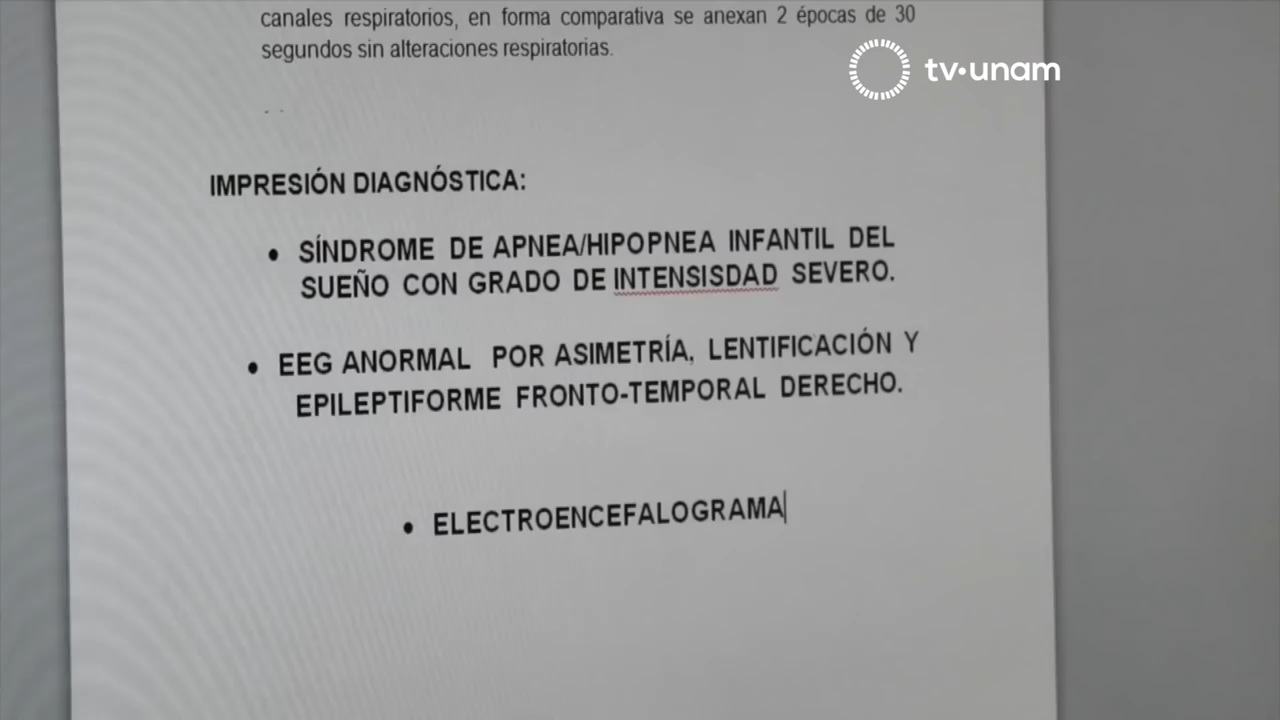 canales respiratorios, en forma comparativa se anexan 2 épocas de 30
segundos sin alteraciones respiratorias.
tv·unam
IMPRESIÓN DIAGNÓSTICA:
• SÍNDROME DE APNEA/HIPOPNEA INFANTIL DEL
SUEÑO CON GRADO DE INTENSISDAD SEVERO.
• EEG ANORMAL POR ASIMETRÍA, LENTIFICACIÓN Y
EPILEPTIFORME FRONTO-TEMPORAL DERECHO.
• ELECTROENCEFALOGRAMA